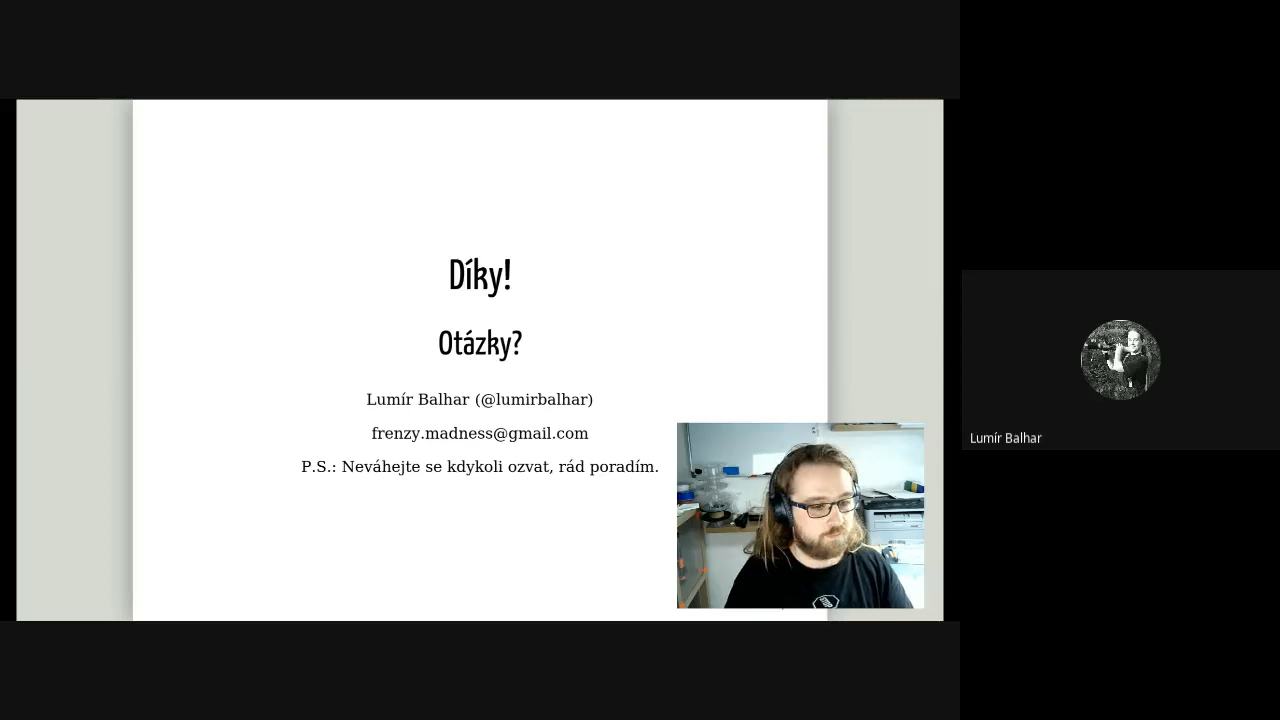 Díky!
Otázky?
Lumír Balhar (@lumirbalhar)
frenzy.madness@gmail.com
P.S.: Neváhejte se kdykoli ozvat, rád poradím.
Lumír Balhar